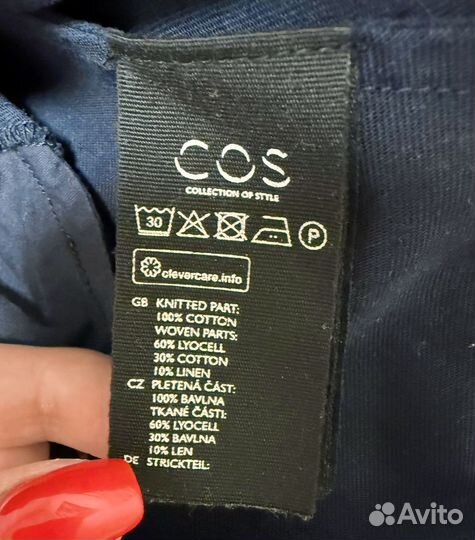 COS
COLLECTION OF STYLE
30 P
clevercare.info
GB KNITTED PART:
100% COTTON
WOVEN PARTS:
60% LYOCELL
30% COTTON
10% LINEN
CZ PLETENÁ ČÁST:
100% BAVLNA
TKANÉ ČÁSTI:
60% LYOCELL
30% BAVLNA
10% LEN
DE STRICKTEIL:
Avito